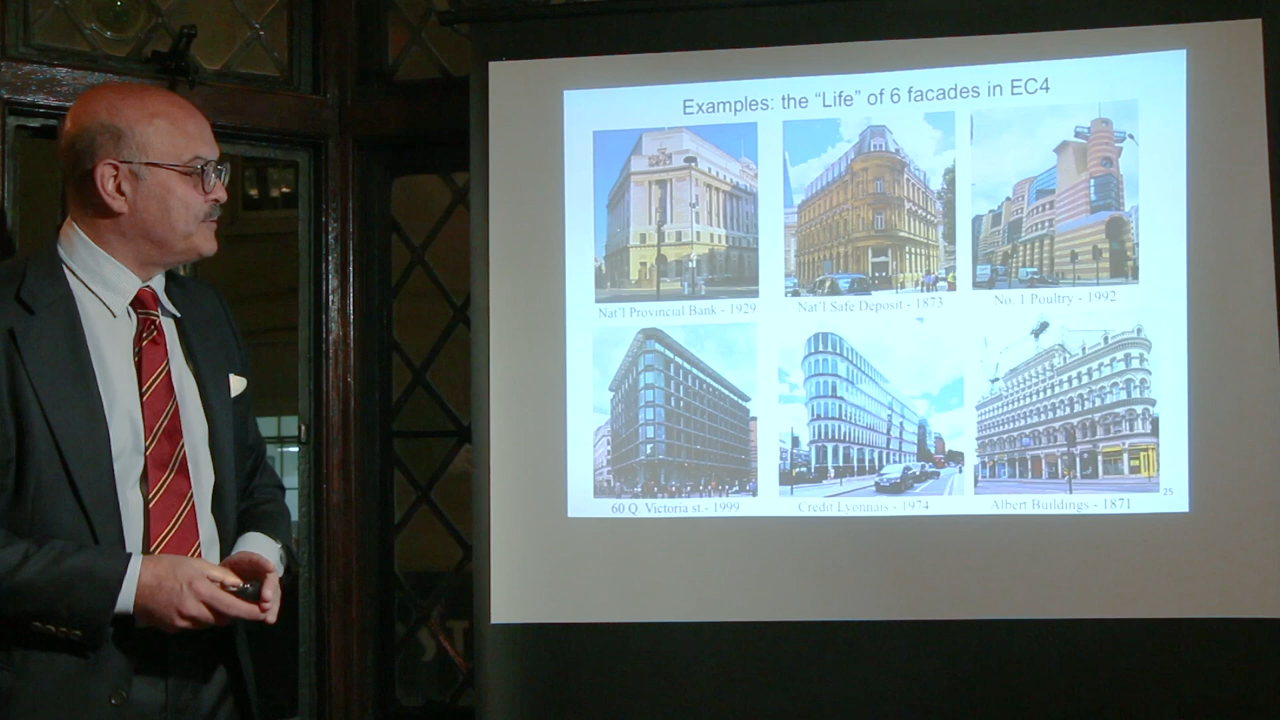 Examples: the “Life” of 6 facades in EC4
Nat'l Provincial Bank - 1929
Nat'l Safe Deposit - 1873
No. 1 Poultry - 1992
60 Q. Victoria st.- 1999
Credit Lyonnais - 1974
Albert Buildings - 1871
25